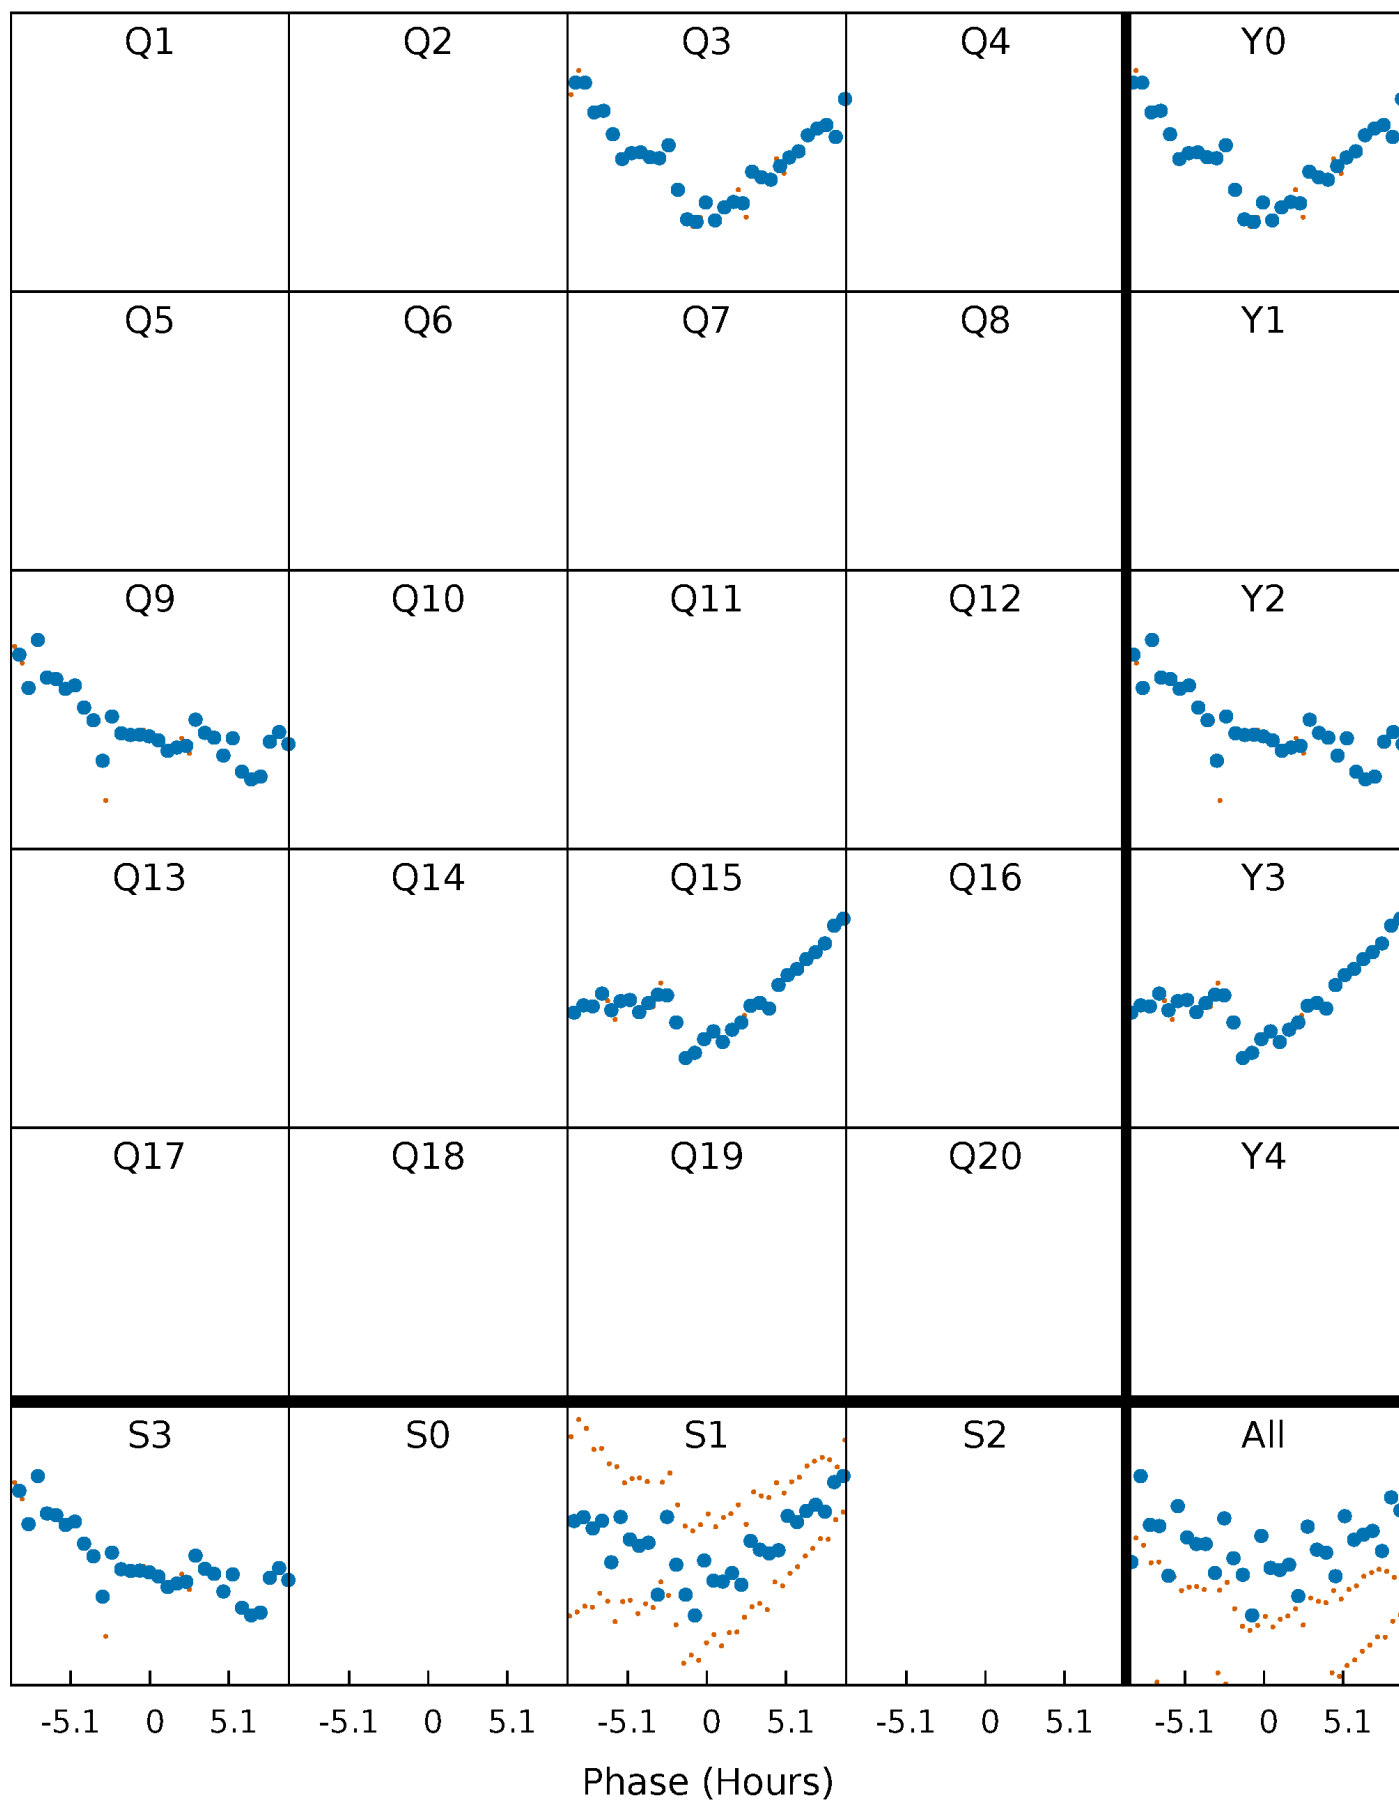 Q1 Q2 Q3 Q4 Y0
Q5 Q6 Q7 Q8 Y1
Q9 Q10 Q11 Q12 Y2
Q13 Q14 Q15 Q16 Y3
Q17 Q18 Q19 Q20 Y4
S3 S0 S1 S2 All
-5.1 0 5.1 -5.1 0 5.1 -5.1 0 5.1 -5.1 0 5.1 -5.1 0 5.1
Phase (Hours)